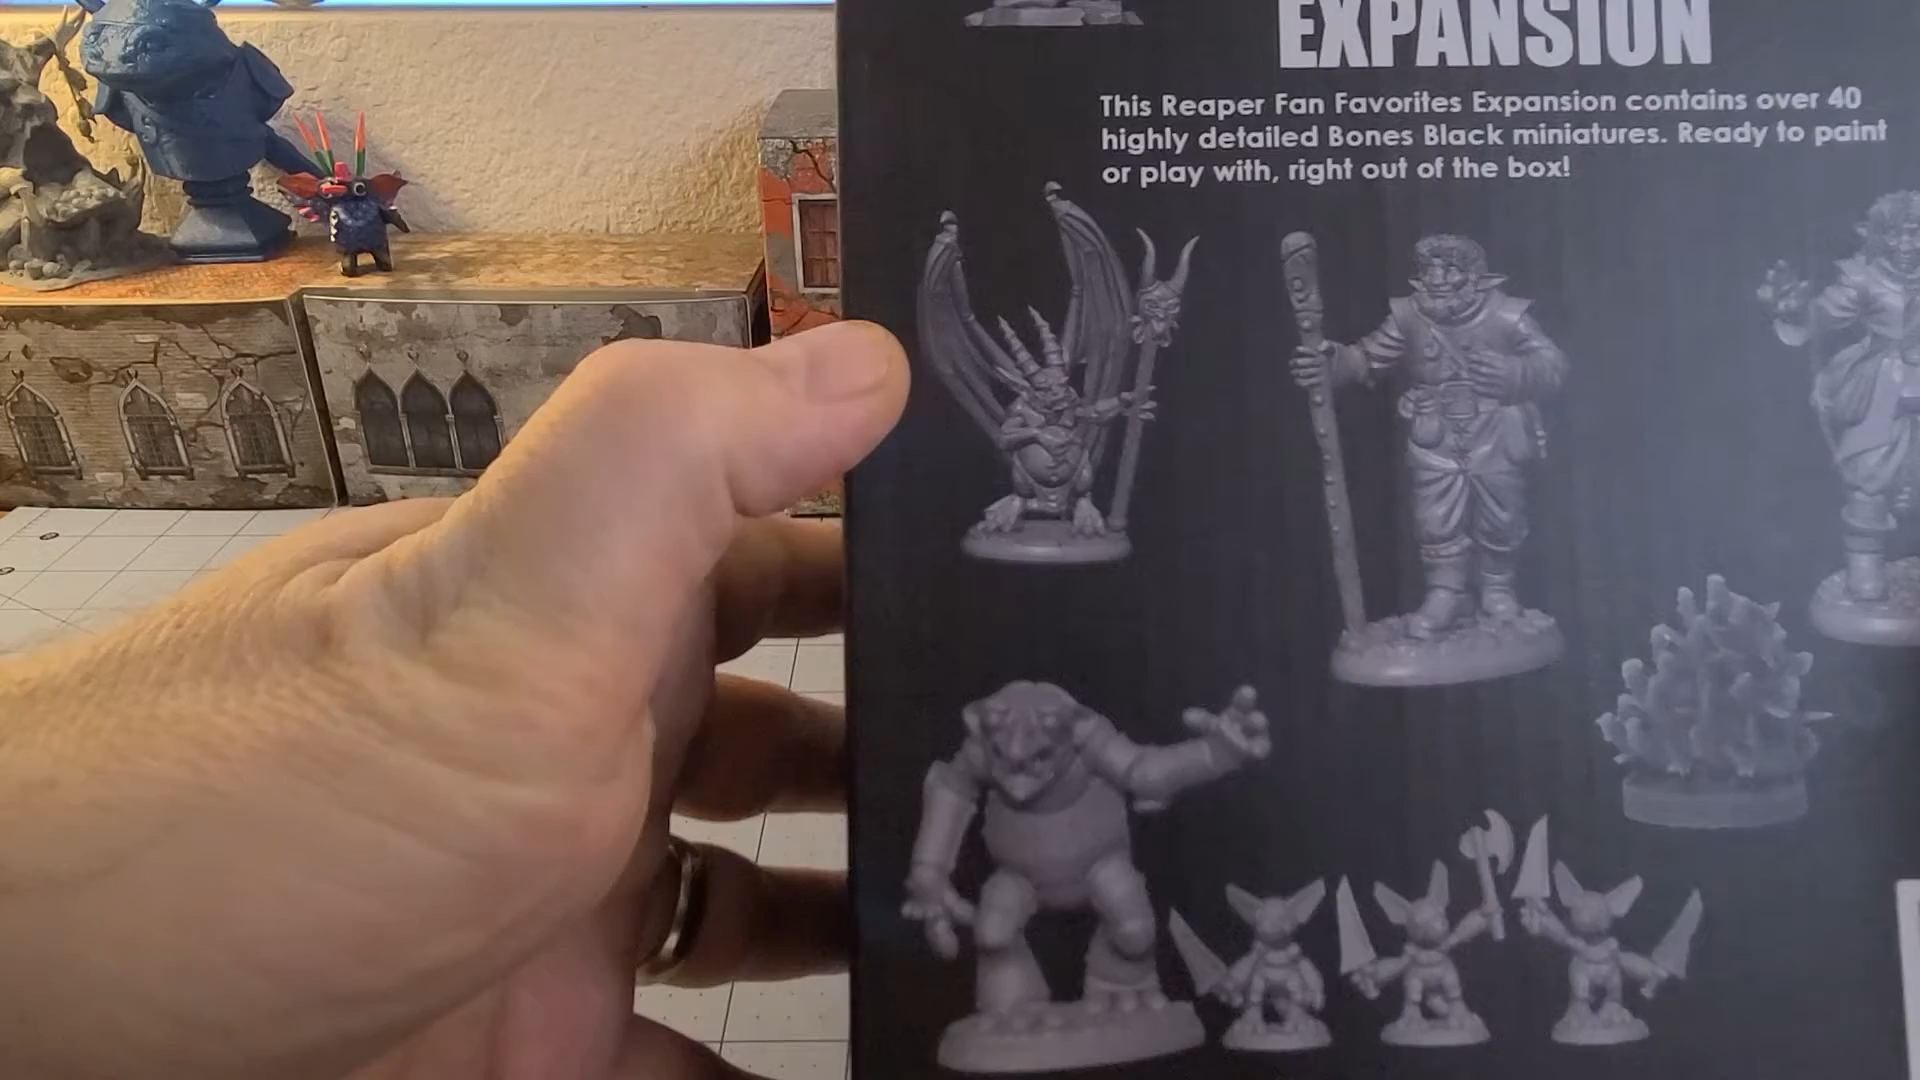 EXPANSION
This Reaper Fan Favorites Expansion contains over 40
highly detailed Bones Black miniatures. Ready to paint
or play with, right out of the box!